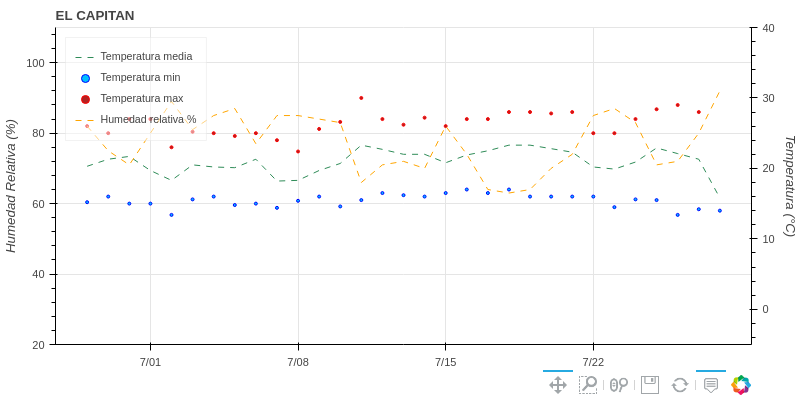 EL CAPITAN
Temperatura media
Temperatura min
Temperatura max
Humedad relativa %
Humedad Relativa (%)
100
80
60
40
20
Temperatura (°C)
40
30
20
10
0
7/01
7/08
7/15
7/22